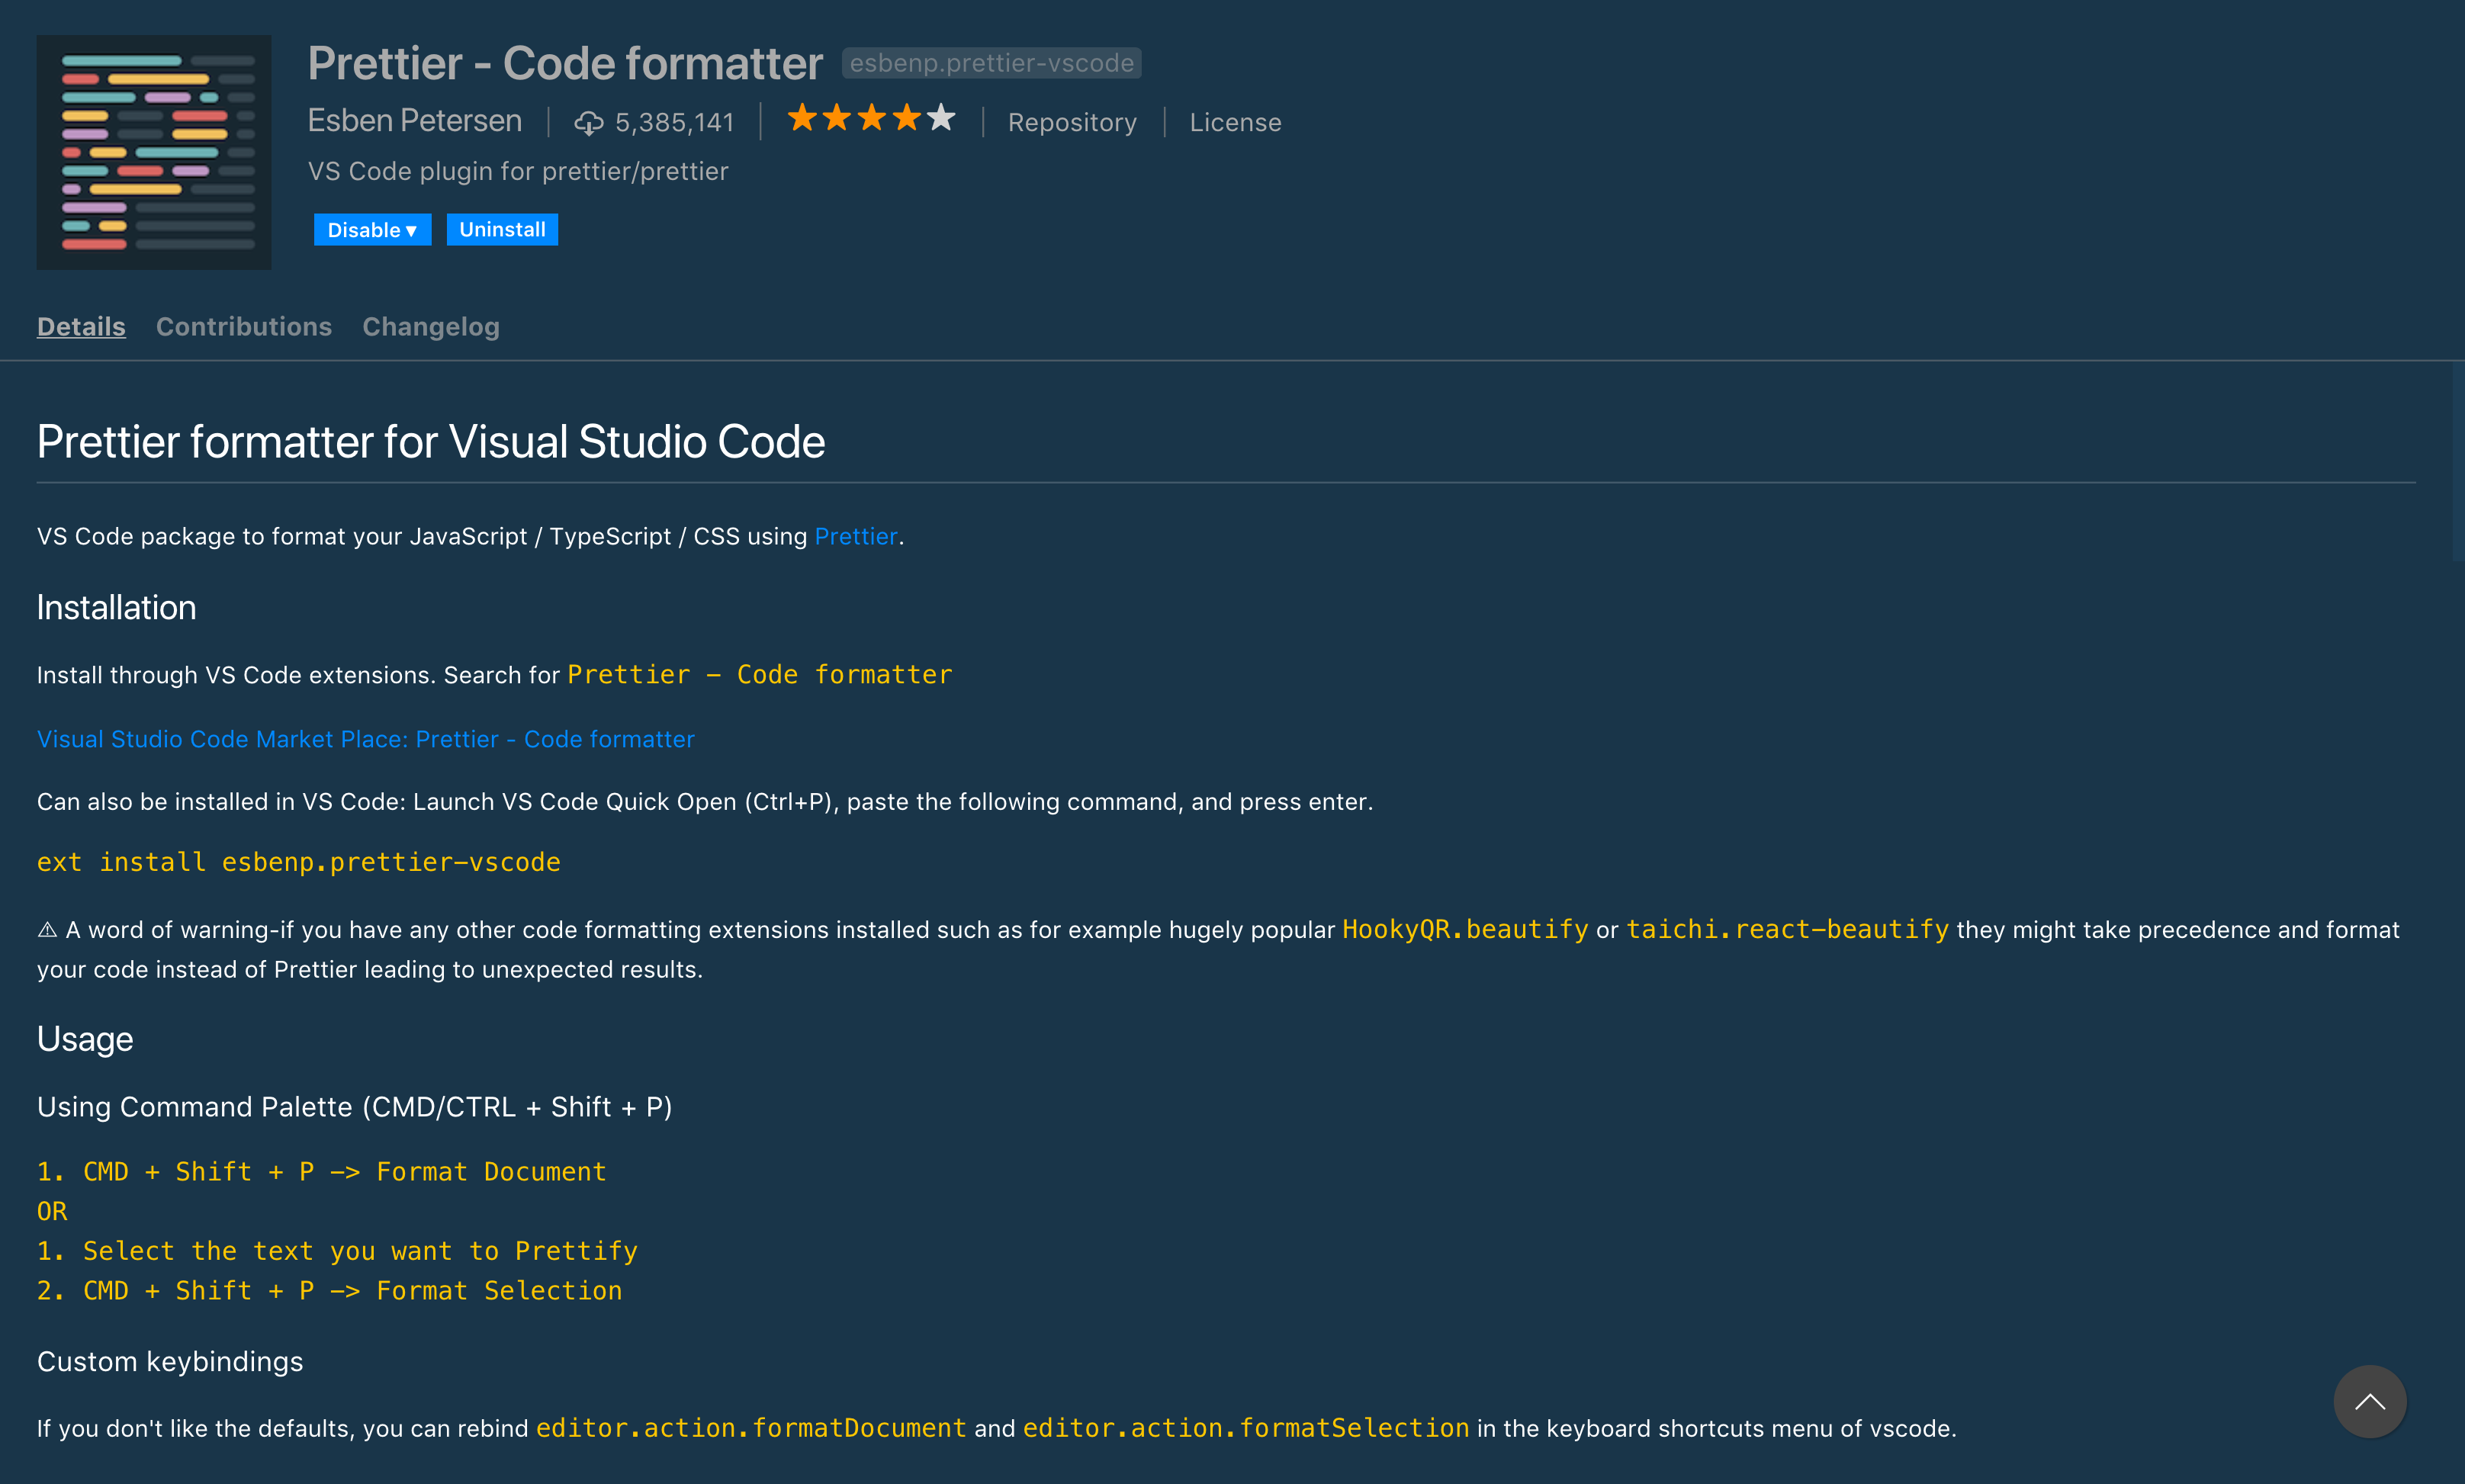 Prettier - Code formatter esbenp.prettier-vscode
Esben Petersen 5,385,141 Repository License
VS Code plugin for prettier/prettier
Disable ▾ Uninstall
Details Contributions Changelog
Prettier formatter for Visual Studio Code
VS Code package to format your JavaScript / TypeScript / CSS using Prettier.
Installation
Install through VS Code extensions. Search for Prettier - Code formatter
Visual Studio Code Market Place: Prettier - Code formatter
Can also be installed in VS Code: Launch VS Code Quick Open (Ctrl+P), paste the following command, and press enter.
ext install esbenp.prettier-vscode
⚠ A word of warning-if you have any other code formatting extensions installed such as for example hugely popular HookyQR.beautify or taichi.react-beautify they might take precedence and format
your code instead of Prettier leading to unexpected results.
Usage
Using Command Palette (CMD/CTRL + Shift + P)
1. CMD + Shift + P -> Format Document
OR
1. Select the text you want to Prettify
2. CMD + Shift + P -> Format Selection
Custom keybindings
If you don't like the defaults, you can rebind editor.action.formatDocument and editor.action.formatSelection in the keyboard shortcuts menu of vscode.